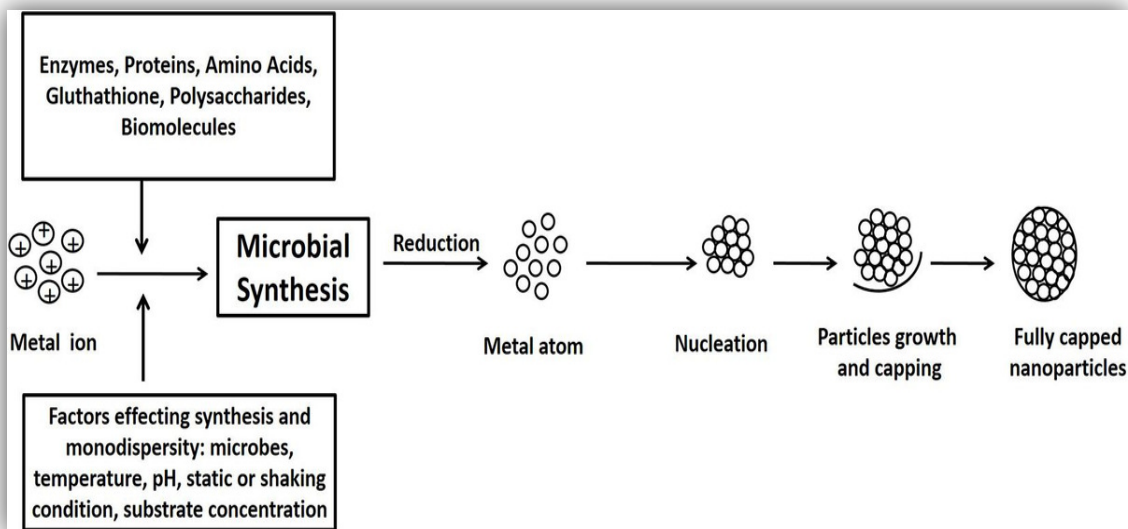 Enzymes, Proteins, Amino Acids,
Gluthathione, Polysaccharides,
Biomolecules
Metal ion
Microbial
Synthesis
Reduction
Metal atom
Nucleation
Particles growth
and capping
Fully capped
nanoparticles
Factors effecting synthesis and
monodispersity: microbes,
temperature, pH, static or shaking
condition, substrate concentration